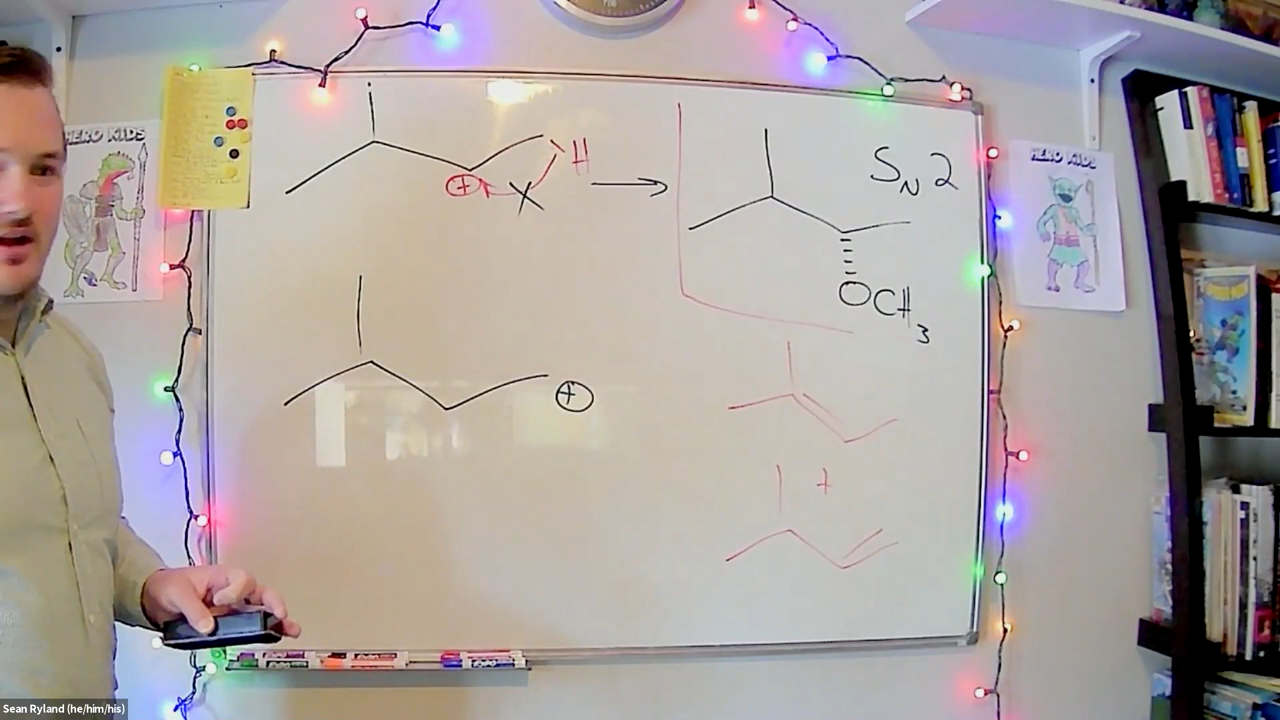 HERO KIDS
H
SN2
OCH3
+
HERO KIDS
+
+
Sean Ryland (he/him/his)